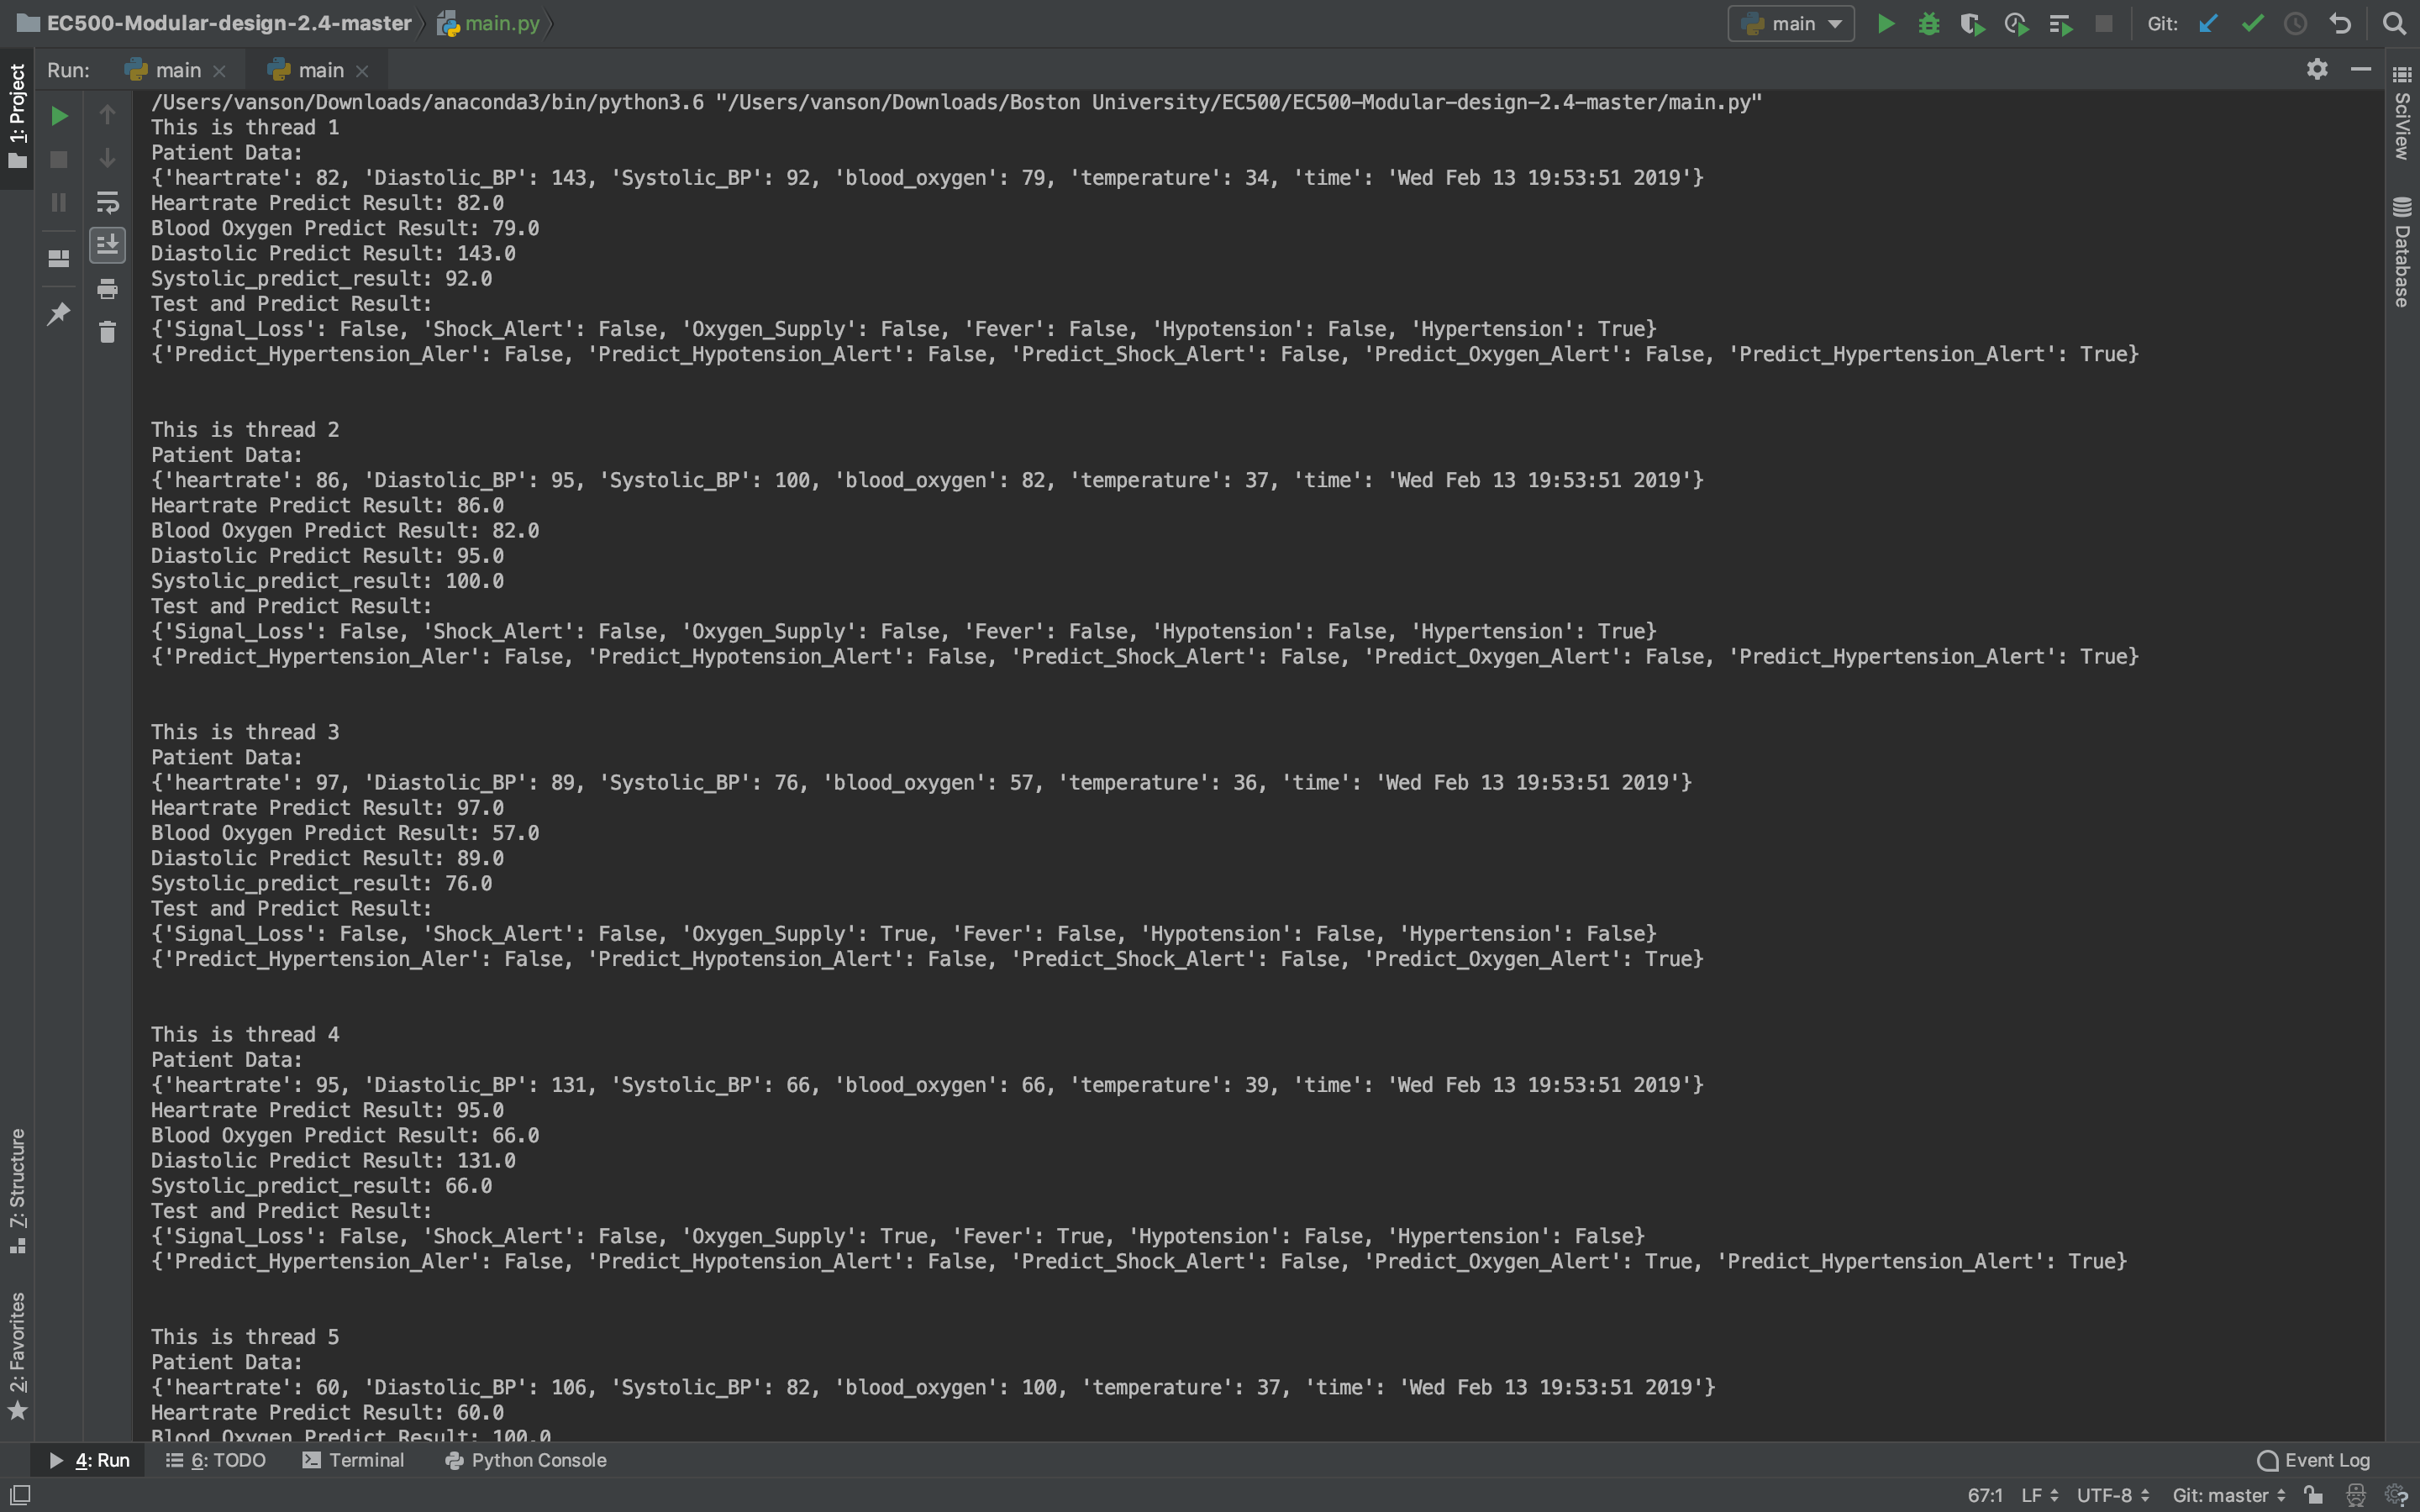 EC500-Modular-design-2.4-master main.py main Git:
Run: main main
1: Project
7: Structure
2: Favorites
/Users/vanson/Downloads/anaconda3/bin/python3.6 "/Users/vanson/Downloads/Boston University/EC500/EC500-Modular-design-2.4-master/main.py"
This is thread 1
Patient Data:
{'heartrate': 82, 'Diastolic_BP': 143, 'Systolic_BP': 92, 'blood_oxygen': 79, 'temperature': 34, 'time': 'Wed Feb 13 19:53:51 2019'}
Heartrate Predict Result: 82.0
Blood Oxygen Predict Result: 79.0
Diastolic Predict Result: 143.0
Systolic_predict_result: 92.0
Test and Predict Result:
{'Signal_Loss': False, 'Shock_Alert': False, 'Oxygen_Supply': False, 'Fever': False, 'Hypotension': False, 'Hypertension': True}
{'Predict_Hypertension_Aler': False, 'Predict_Hypotension_Alert': False, 'Predict_Shock_Alert': False, 'Predict_Oxygen_Alert': False, 'Predict_Hypertension_Alert': True}
This is thread 2
Patient Data:
{'heartrate': 86, 'Diastolic_BP': 95, 'Systolic_BP': 100, 'blood_oxygen': 82, 'temperature': 37, 'time': 'Wed Feb 13 19:53:51 2019'}
Heartrate Predict Result: 86.0
Blood Oxygen Predict Result: 82.0
Diastolic Predict Result: 95.0
Systolic_predict_result: 100.0
Test and Predict Result:
{'Signal_Loss': False, 'Shock_Alert': False, 'Oxygen_Supply': False, 'Fever': False, 'Hypotension': False, 'Hypertension': True}
{'Predict_Hypertension_Aler': False, 'Predict_Hypotension_Alert': False, 'Predict_Shock_Alert': False, 'Predict_Oxygen_Alert': False, 'Predict_Hypertension_Alert': True}
This is thread 3
Patient Data:
{'heartrate': 97, 'Diastolic_BP': 89, 'Systolic_BP': 76, 'blood_oxygen': 57, 'temperature': 36, 'time': 'Wed Feb 13 19:53:51 2019'}
Heartrate Predict Result: 97.0
Blood Oxygen Predict Result: 57.0
Diastolic Predict Result: 89.0
Systolic_predict_result: 76.0
Test and Predict Result:
{'Signal_Loss': False, 'Shock_Alert': False, 'Oxygen_Supply': True, 'Fever': False, 'Hypotension': False, 'Hypertension': False}
{'Predict_Hypertension_Aler': False, 'Predict_Hypotension_Alert': False, 'Predict_Shock_Alert': False, 'Predict_Oxygen_Alert': True}
This is thread 4
Patient Data:
{'heartrate': 95, 'Diastolic_BP': 131, 'Systolic_BP': 66, 'blood_oxygen': 66, 'temperature': 39, 'time': 'Wed Feb 13 19:53:51 2019'}
Heartrate Predict Result: 95.0
Blood Oxygen Predict Result: 66.0
Diastolic Predict Result: 131.0
Systolic_predict_result: 66.0
Test and Predict Result:
{'Signal_Loss': False, 'Shock_Alert': False, 'Oxygen_Supply': True, 'Fever': True, 'Hypotension': False, 'Hypertension': False}
{'Predict_Hypertension_Aler': False, 'Predict_Hypotension_Alert': False, 'Predict_Shock_Alert': False, 'Predict_Oxygen_Alert': True, 'Predict_Hypertension_Alert': True}
This is thread 5
Patient Data:
{'heartrate': 60, 'Diastolic_BP': 106, 'Systolic_BP': 82, 'blood_oxygen': 100, 'temperature': 37, 'time': 'Wed Feb 13 19:53:51 2019'}
Heartrate Predict Result: 60.0
Blood Oxygen Predict Result: 100.0
SciView
Database
4: Run 6: TODO Terminal Python Console Event Log
67:1 LF UTF-8 Git: master